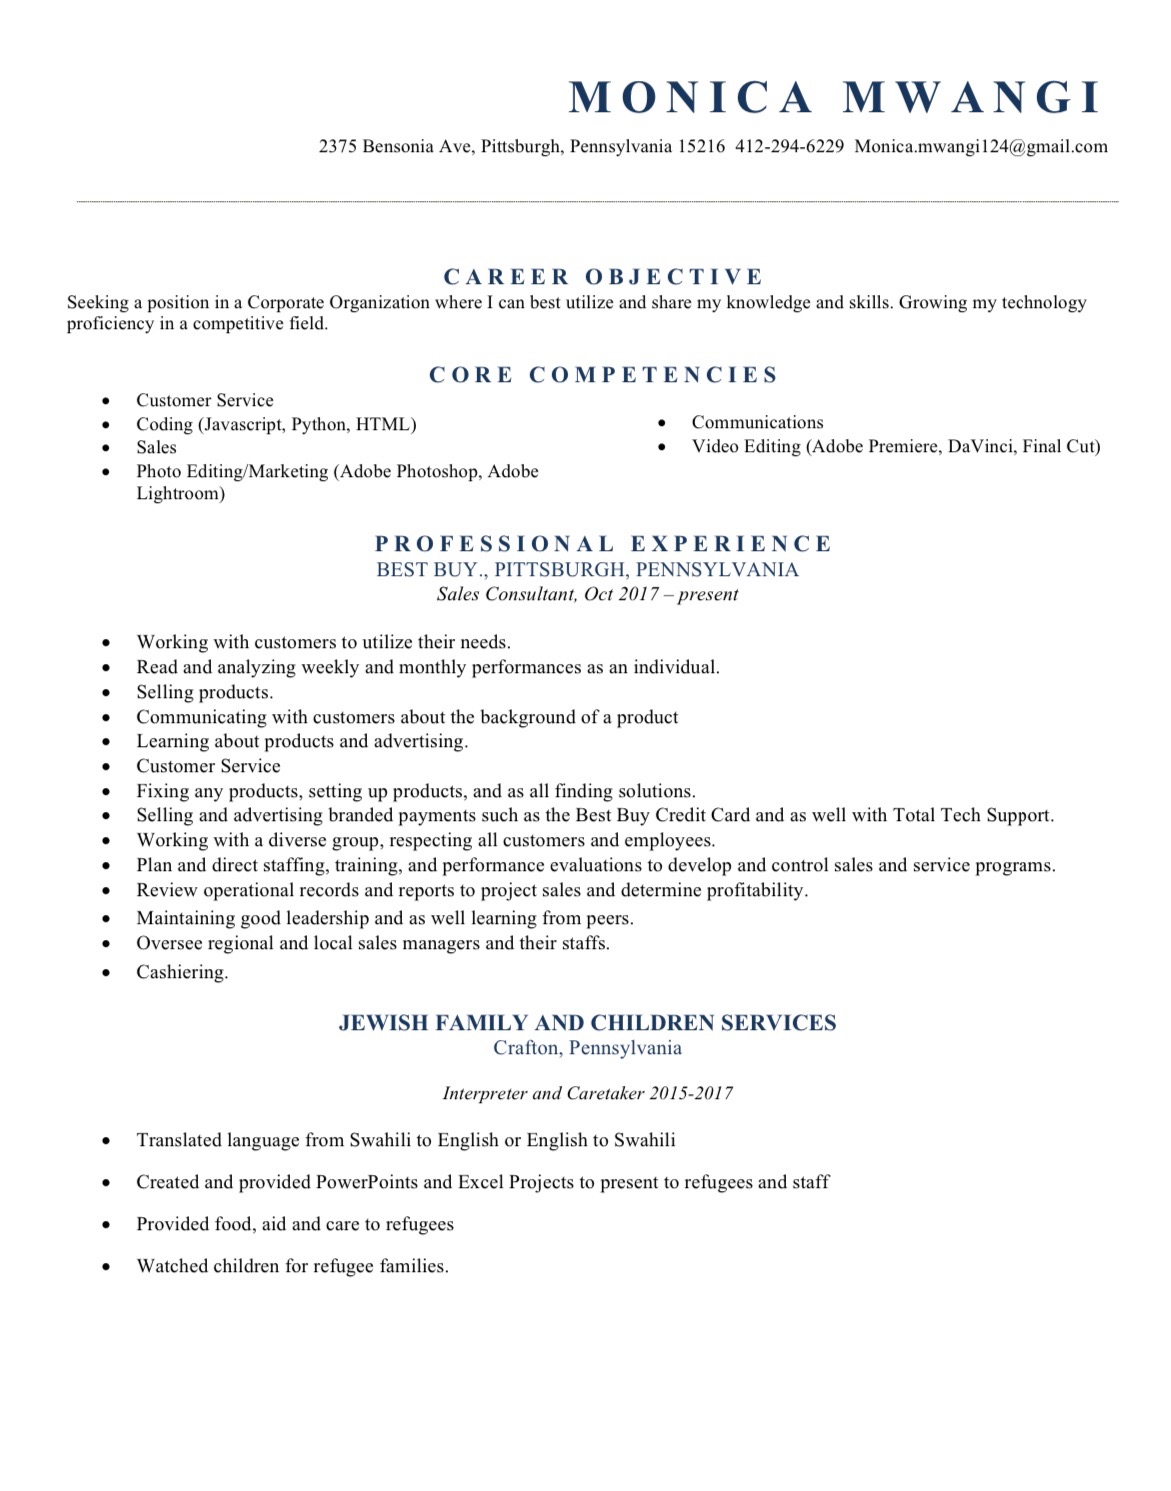 MONICA MWANGI
2375 Bensonia Ave, Pittsburgh, Pennsylvania 15216 412-294-6229 Monica.mwangi124@gmail.com
CAREER OBJECTIVE
Seeking a position in a Corporate Organization where I can best utilize and share my knowledge and skills. Growing my technology
proficiency in a competitive field.
CORE COMPETENCIES
• Customer Service
• Coding (Javascript, Python, HTML)
• Sales
• Photo Editing/Marketing (Adobe Photoshop, Adobe
Lightroom)
• Communications
• Video Editing (Adobe Premiere, DaVinci, Final Cut)
PROFESSIONAL EXPERIENCE
BEST BUY., PITTSBURGH, PENNSYLVANIA
Sales Consultant, Oct 2017 – present
• Working with customers to utilize their needs.
• Read and analyzing weekly and monthly performances as an individual.
• Selling products.
• Communicating with customers about the background of a product
• Learning about products and advertising.
• Customer Service
• Fixing any products, setting up products, and as all finding solutions.
• Selling and advertising branded payments such as the Best Buy Credit Card and as well with Total Tech Support.
• Working with a diverse group, respecting all customers and employees.
• Plan and direct staffing, training, and performance evaluations to develop and control sales and service programs.
• Review operational records and reports to project sales and determine profitability.
• Maintaining good leadership and as well learning from peers.
• Oversee regional and local sales managers and their staffs.
• Cashiering.
JEWISH FAMILY AND CHILDREN SERVICES
Crafton, Pennsylvania
Interpreter and Caretaker 2015-2017
• Translated language from Swahili to English or English to Swahili
• Created and provided PowerPoints and Excel Projects to present to refugees and staff
• Provided food, aid and care to refugees
• Watched children for refugee families.